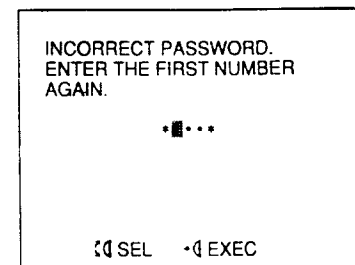 INCORRECT PASSWORD.
ENTER THE FIRST NUMBER
AGAIN.
SEL EXEC